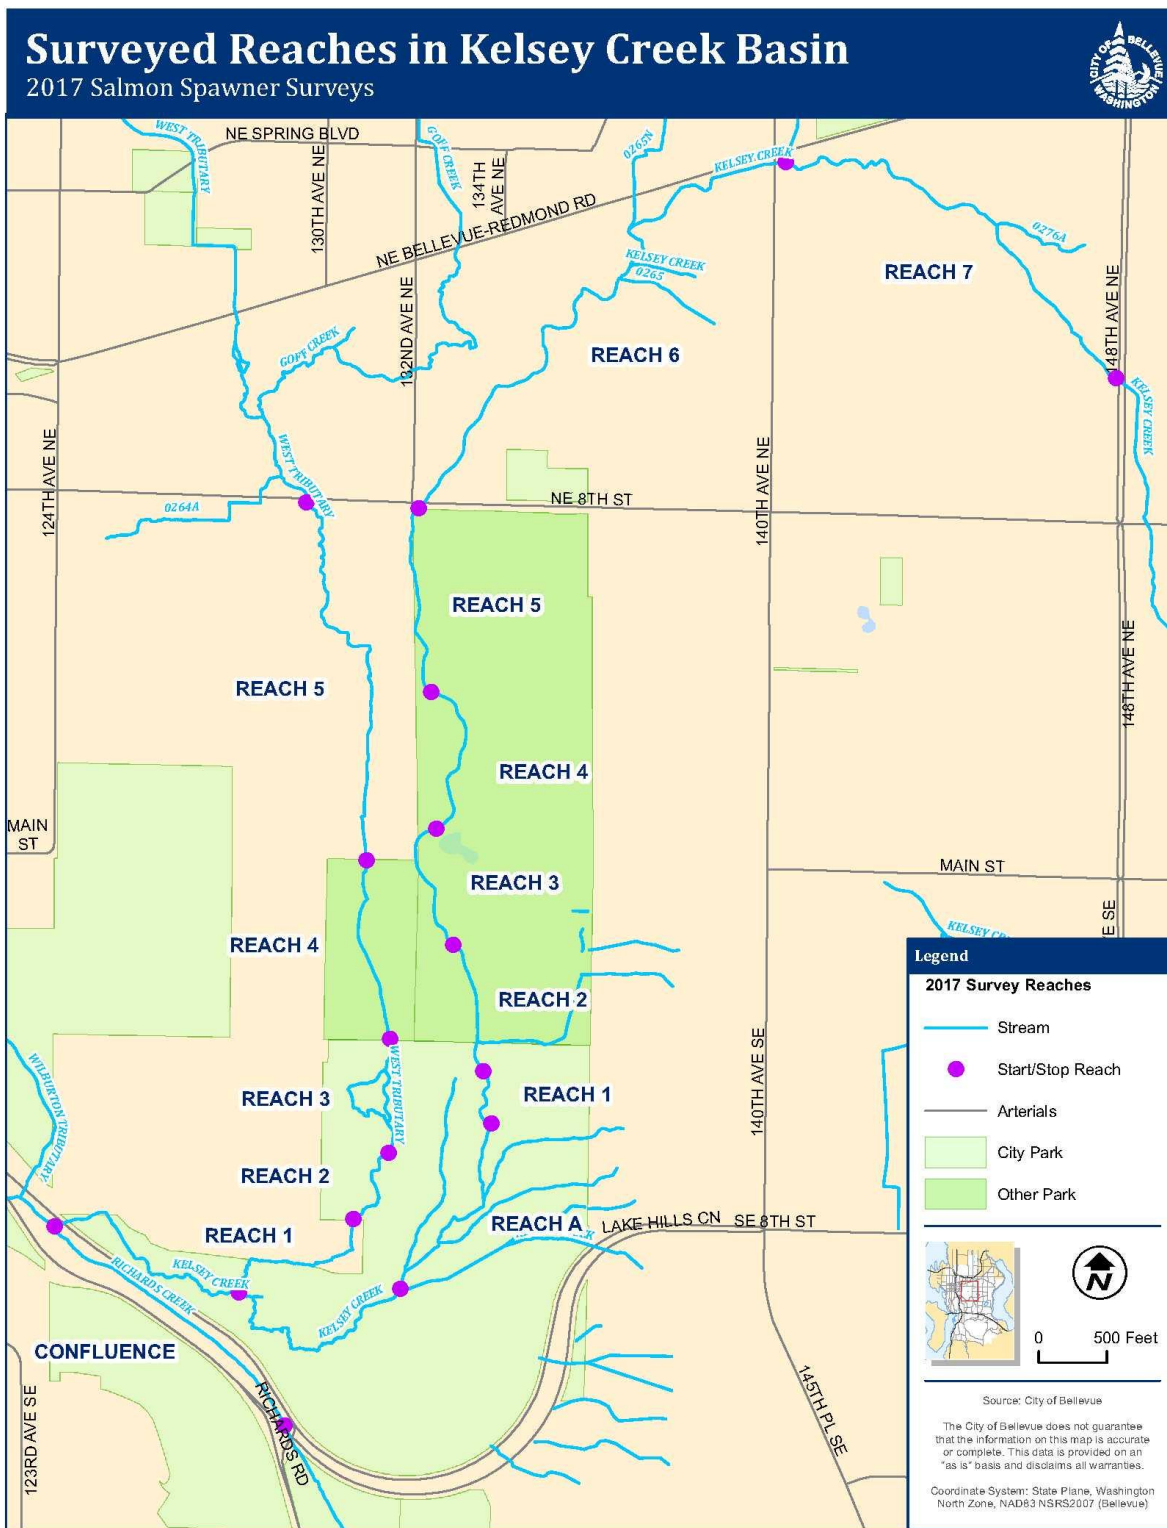 Surveyed Reaches in Kelsey Creek Basin
2017 Salmon Spawner Surveys
CITY OF BELLEVUE
WASHINGTON
WEST TRIBUTARY
NE SPRING BLVD
GOFF CREEK
0265N
130TH AVE NE
134TH
AVE NE
KELSEY CREEK
NE BELLEVUE-REDMOND RD
0276A
KELSEY CREEK
0265
REACH 7
148TH AVE NE
132ND AVE NE
GOFF CREEK
REACH 6
KELSEY CREEK
124TH AVE NE
WEST TRIBUTARY
140TH AVE NE
NE 8TH ST
0264A
REACH 5
REACH 5
148TH AVE NE
REACH 4
MAIN
ST
MAIN ST
REACH 3
REACH 4
KELSEY CR
E SE
REACH 2
WEST TRIBUTARY
WILBURTON TRIBUTARY
REACH 3
REACH 1
140TH AVE SE
REACH 2
REACH 1
REACH A
LAKE HILLS CN
SE 8TH ST
KELSEY CREEK
RICHARDS CREEK
KELSEY CREEK
CONFLUENCE
123RD AVE SE
RICHARDS RD
145TH PL SE
Legend
2017 Survey Reaches
Stream
Start/Stop Reach
Arterials
City Park
Other Park
N
0 500 Feet
Source: City of Bellevue
The City of Bellevue does not guarantee
that the information on this map is accurate
or complete. This data is provided on an
"as is" basis and disclaims all warranties.
Coordinate System: State Plane, Washington
North Zone, NAD83 NSRS2007 (Bellevue)